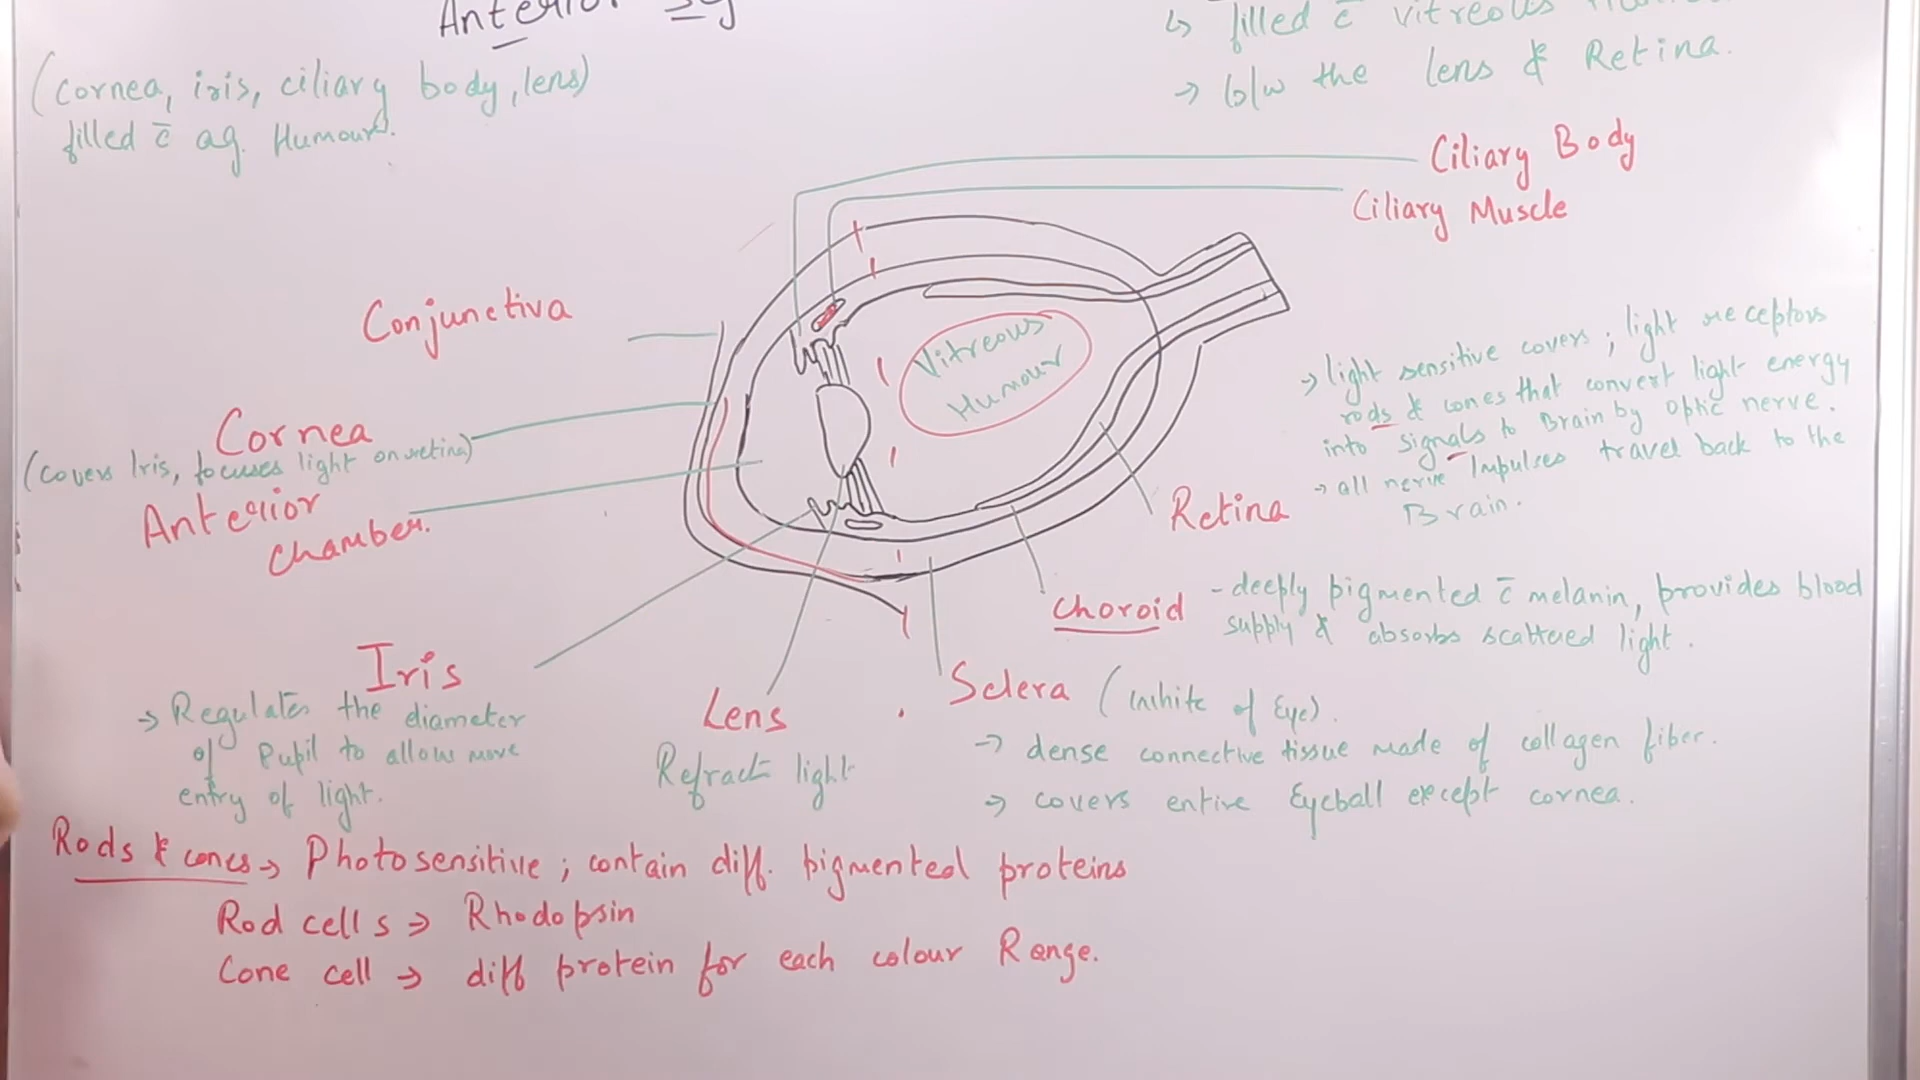 Anterior
(cornea, iris, ciliary body, lens)
filled c̄ aq. Humour.
↳ filled c̄ vitreous
→ b/w the lens & Retina.
Ciliary Body
Ciliary Muscle
Conjunctiva
Vitreous
Humour
Cornea
(covers Iris, focuses light on retina)
Anterior
chamber.
→ light sensitive covers ; light receptors
rods & cones that convert light energy
into signals to Brain by optic nerve.
→ all nerve Impulses travel back to the
Brain.
Retina
Choroid - deeply pigmented c̄ melanin, provides blood
supply & absorbs scattered light.
Iris
→ Regulates the diameter
of Pupil to allow move
entry of light.
Lens
Refract light
Sclera (white of Eye).
→ dense connective tissue made of collagen fiber.
→ covers entire Eyeball except cornea.
Rods & cones → Photosensitive ; contain diff. pigmented proteins
Rod cells → Rhodopsin
Cone cell → diff protein for each colour Range.